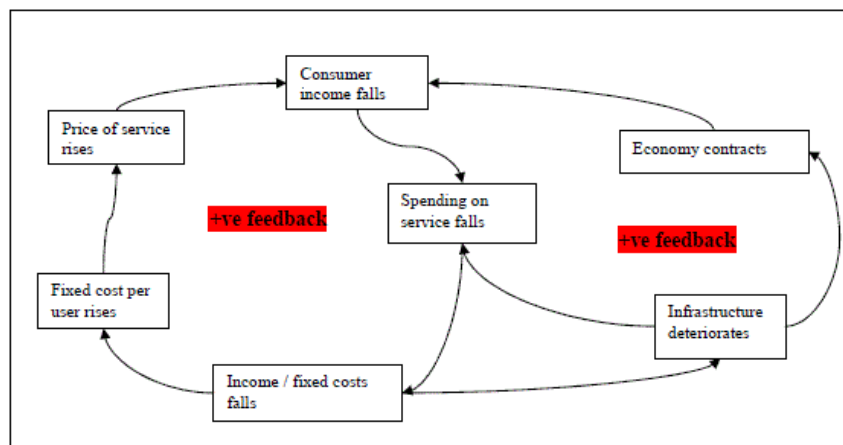 Consumer
income falls
Price of service
rises
Economy contracts
Spending on
service falls
+ve feedback
+ve feedback
Fixed cost per
user rises
Infrastructure
deteriorates
Income / fixed costs
falls